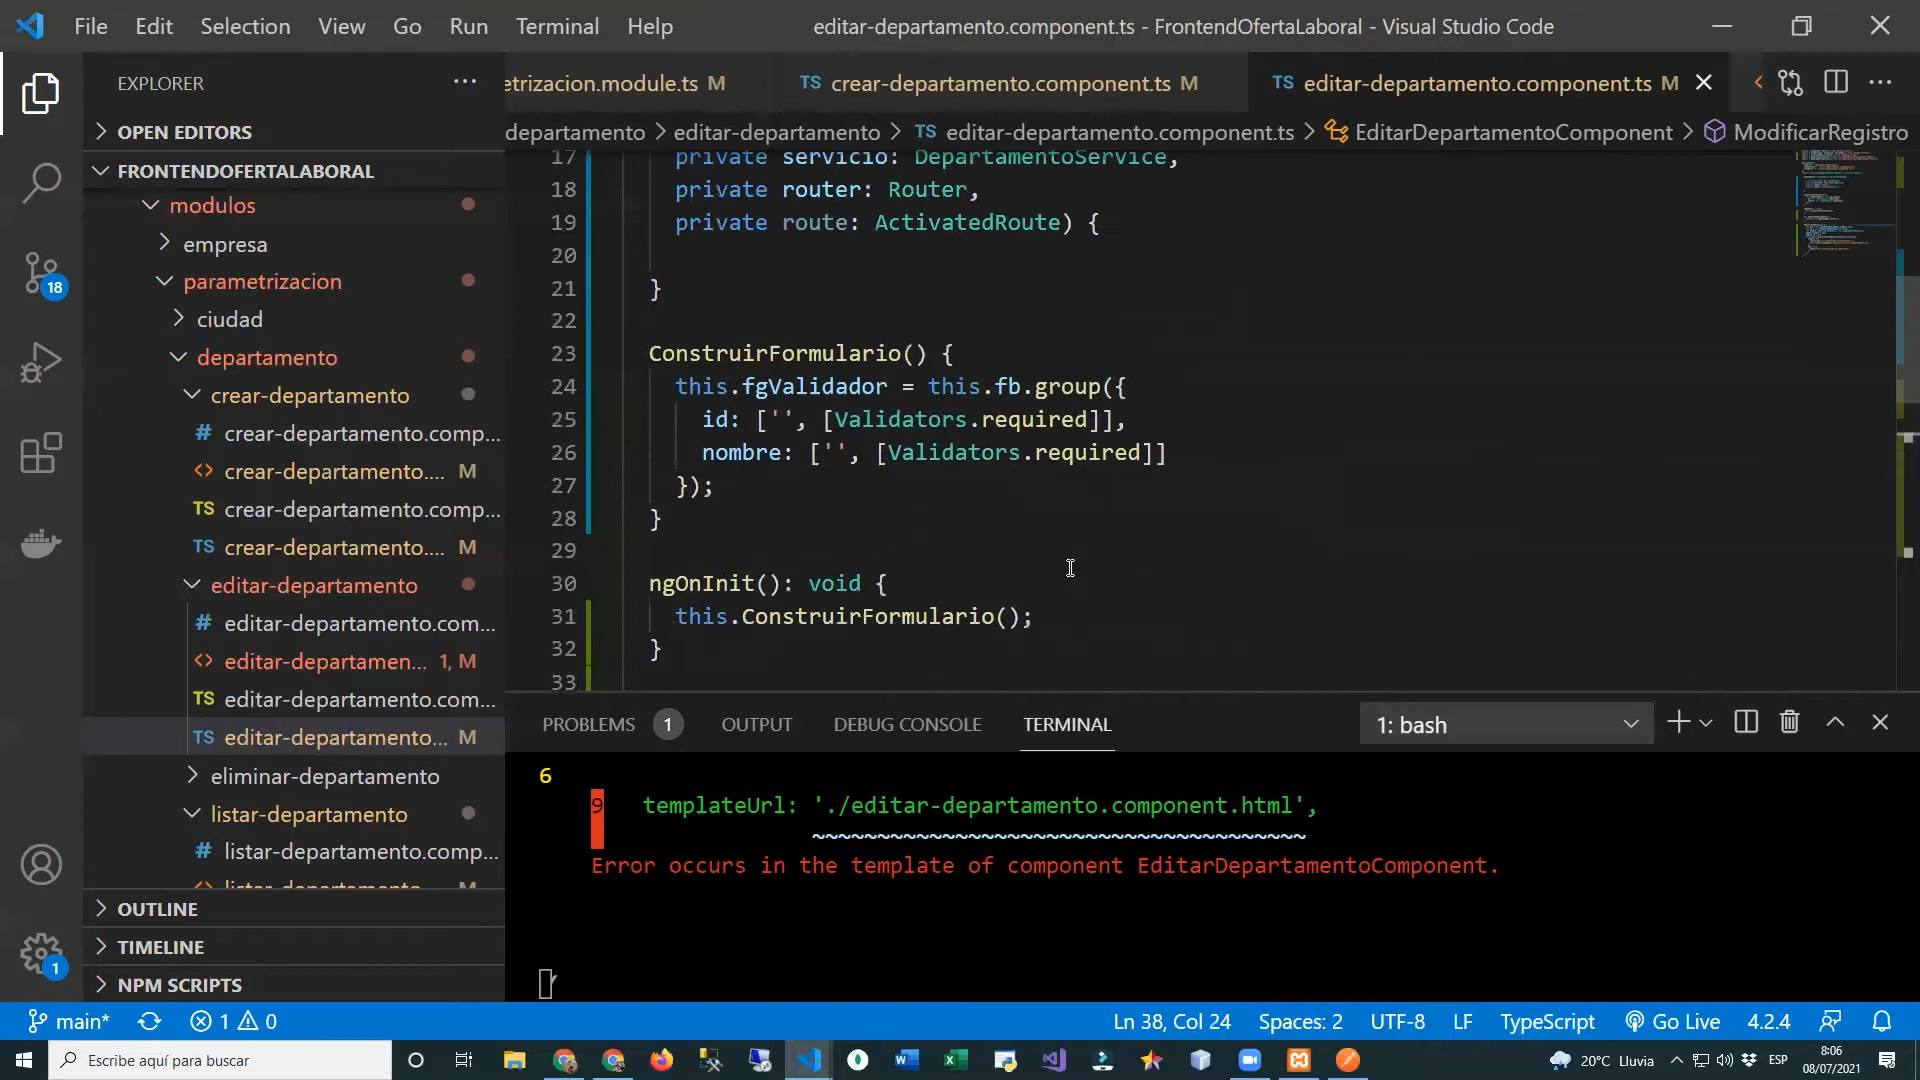 File Edit Selection View Go Run Terminal Help
editar-departamento.component.ts - FrontendOfertaLaboral - Visual Studio Code
EXPLORER
OPEN EDITORS
FRONTENDOFERTALABORAL
modulos
empresa
parametrizacion
ciudad
departamento
crear-departamento
# crear-departamento.comp...
<> crear-departamento.... M
TS crear-departamento.comp...
TS crear-departamento.... M
editar-departamento
# editar-departamento.com...
<> editar-departamen... 1, M
TS editar-departamento.com...
TS editar-departamento... M
eliminar-departamento
listar-departamento
# listar-departamento.comp...
OUTLINE
TIMELINE
NPM SCRIPTS
18
1
etrizacion.module.ts M
TS crear-departamento.component.ts M
TS editar-departamento.component.ts M
departamento > editar-departamento > TS editar-departamento.component.ts > EditarDepartamentoComponent > ModificarRegistro
17 private servicio: DepartamentoService,
18 private router: Router,
19 private route: ActivatedRoute) {
20
21 }
22
23 ConstruirFormulario() {
24 this.fgValidador = this.fb.group({
25 id: ['', [Validators.required]],
26 nombre: ['', [Validators.required]]
27 });
28 }
29
30 ngOnInit(): void {
31 this.ConstruirFormulario();
32 }
33
PROBLEMS 1 OUTPUT DEBUG CONSOLE TERMINAL
1: bash
6
9 templateUrl: './editar-departamento.component.html',
~~~~~~~~~~~~~~~~~~~~~~~~~~~~~~~~~~~~~~
Error occurs in the template of component EditarDepartamentoComponent.
main* 1 0
Ln 38, Col 24 Spaces: 2 UTF-8 LF TypeScript Go Live 4.2.4
Escribe aquí para buscar
20°C Lluvia
ESP
8:06
08/07/2021